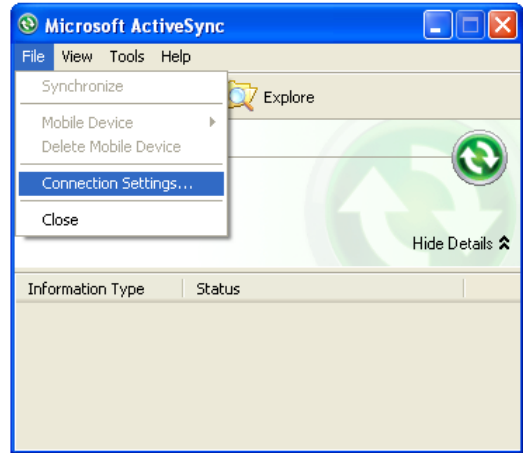 Microsoft ActiveSync
File View Tools Help
Synchronize
Explore
Mobile Device
Delete Mobile Device
Connection Settings...
Close
Hide Details
Information Type Status